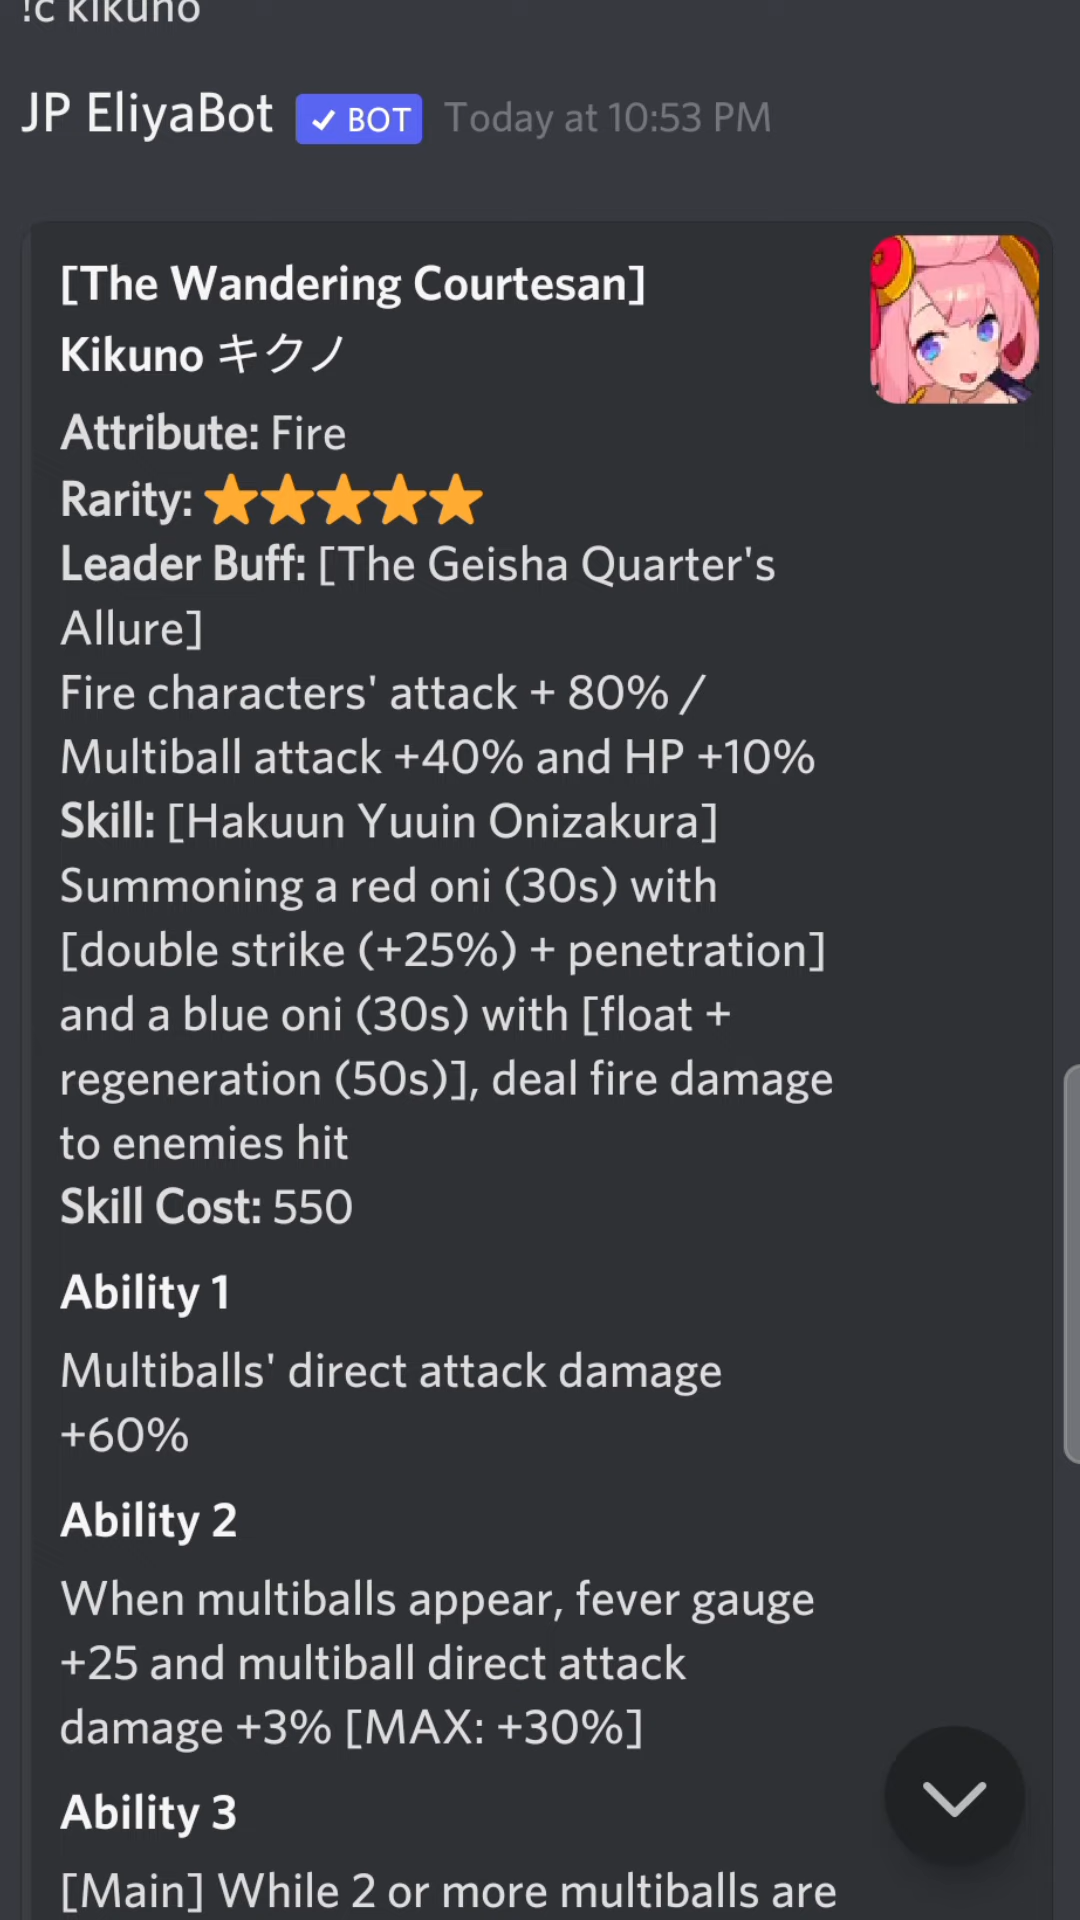 !c kikuno
JP EliyaBot ✓ BOT Today at 10:53 PM
[The Wandering Courtesan]
Kikuno キクノ
Attribute: Fire
Rarity: ⭐⭐⭐⭐⭐
Leader Buff: [The Geisha Quarter's
Allure]
Fire characters' attack + 80% /
Multiball attack +40% and HP +10%
Skill: [Hakuun Yuuin Onizakura]
Summoning a red oni (30s) with
[double strike (+25%) + penetration]
and a blue oni (30s) with [float +
regeneration (50s)], deal fire damage
to enemies hit
Skill Cost: 550
Ability 1
Multiballs' direct attack damage
+60%
Ability 2
When multiballs appear, fever gauge
+25 and multiball direct attack
damage +3% [MAX: +30%]
Ability 3
[Main] While 2 or more multiballs are